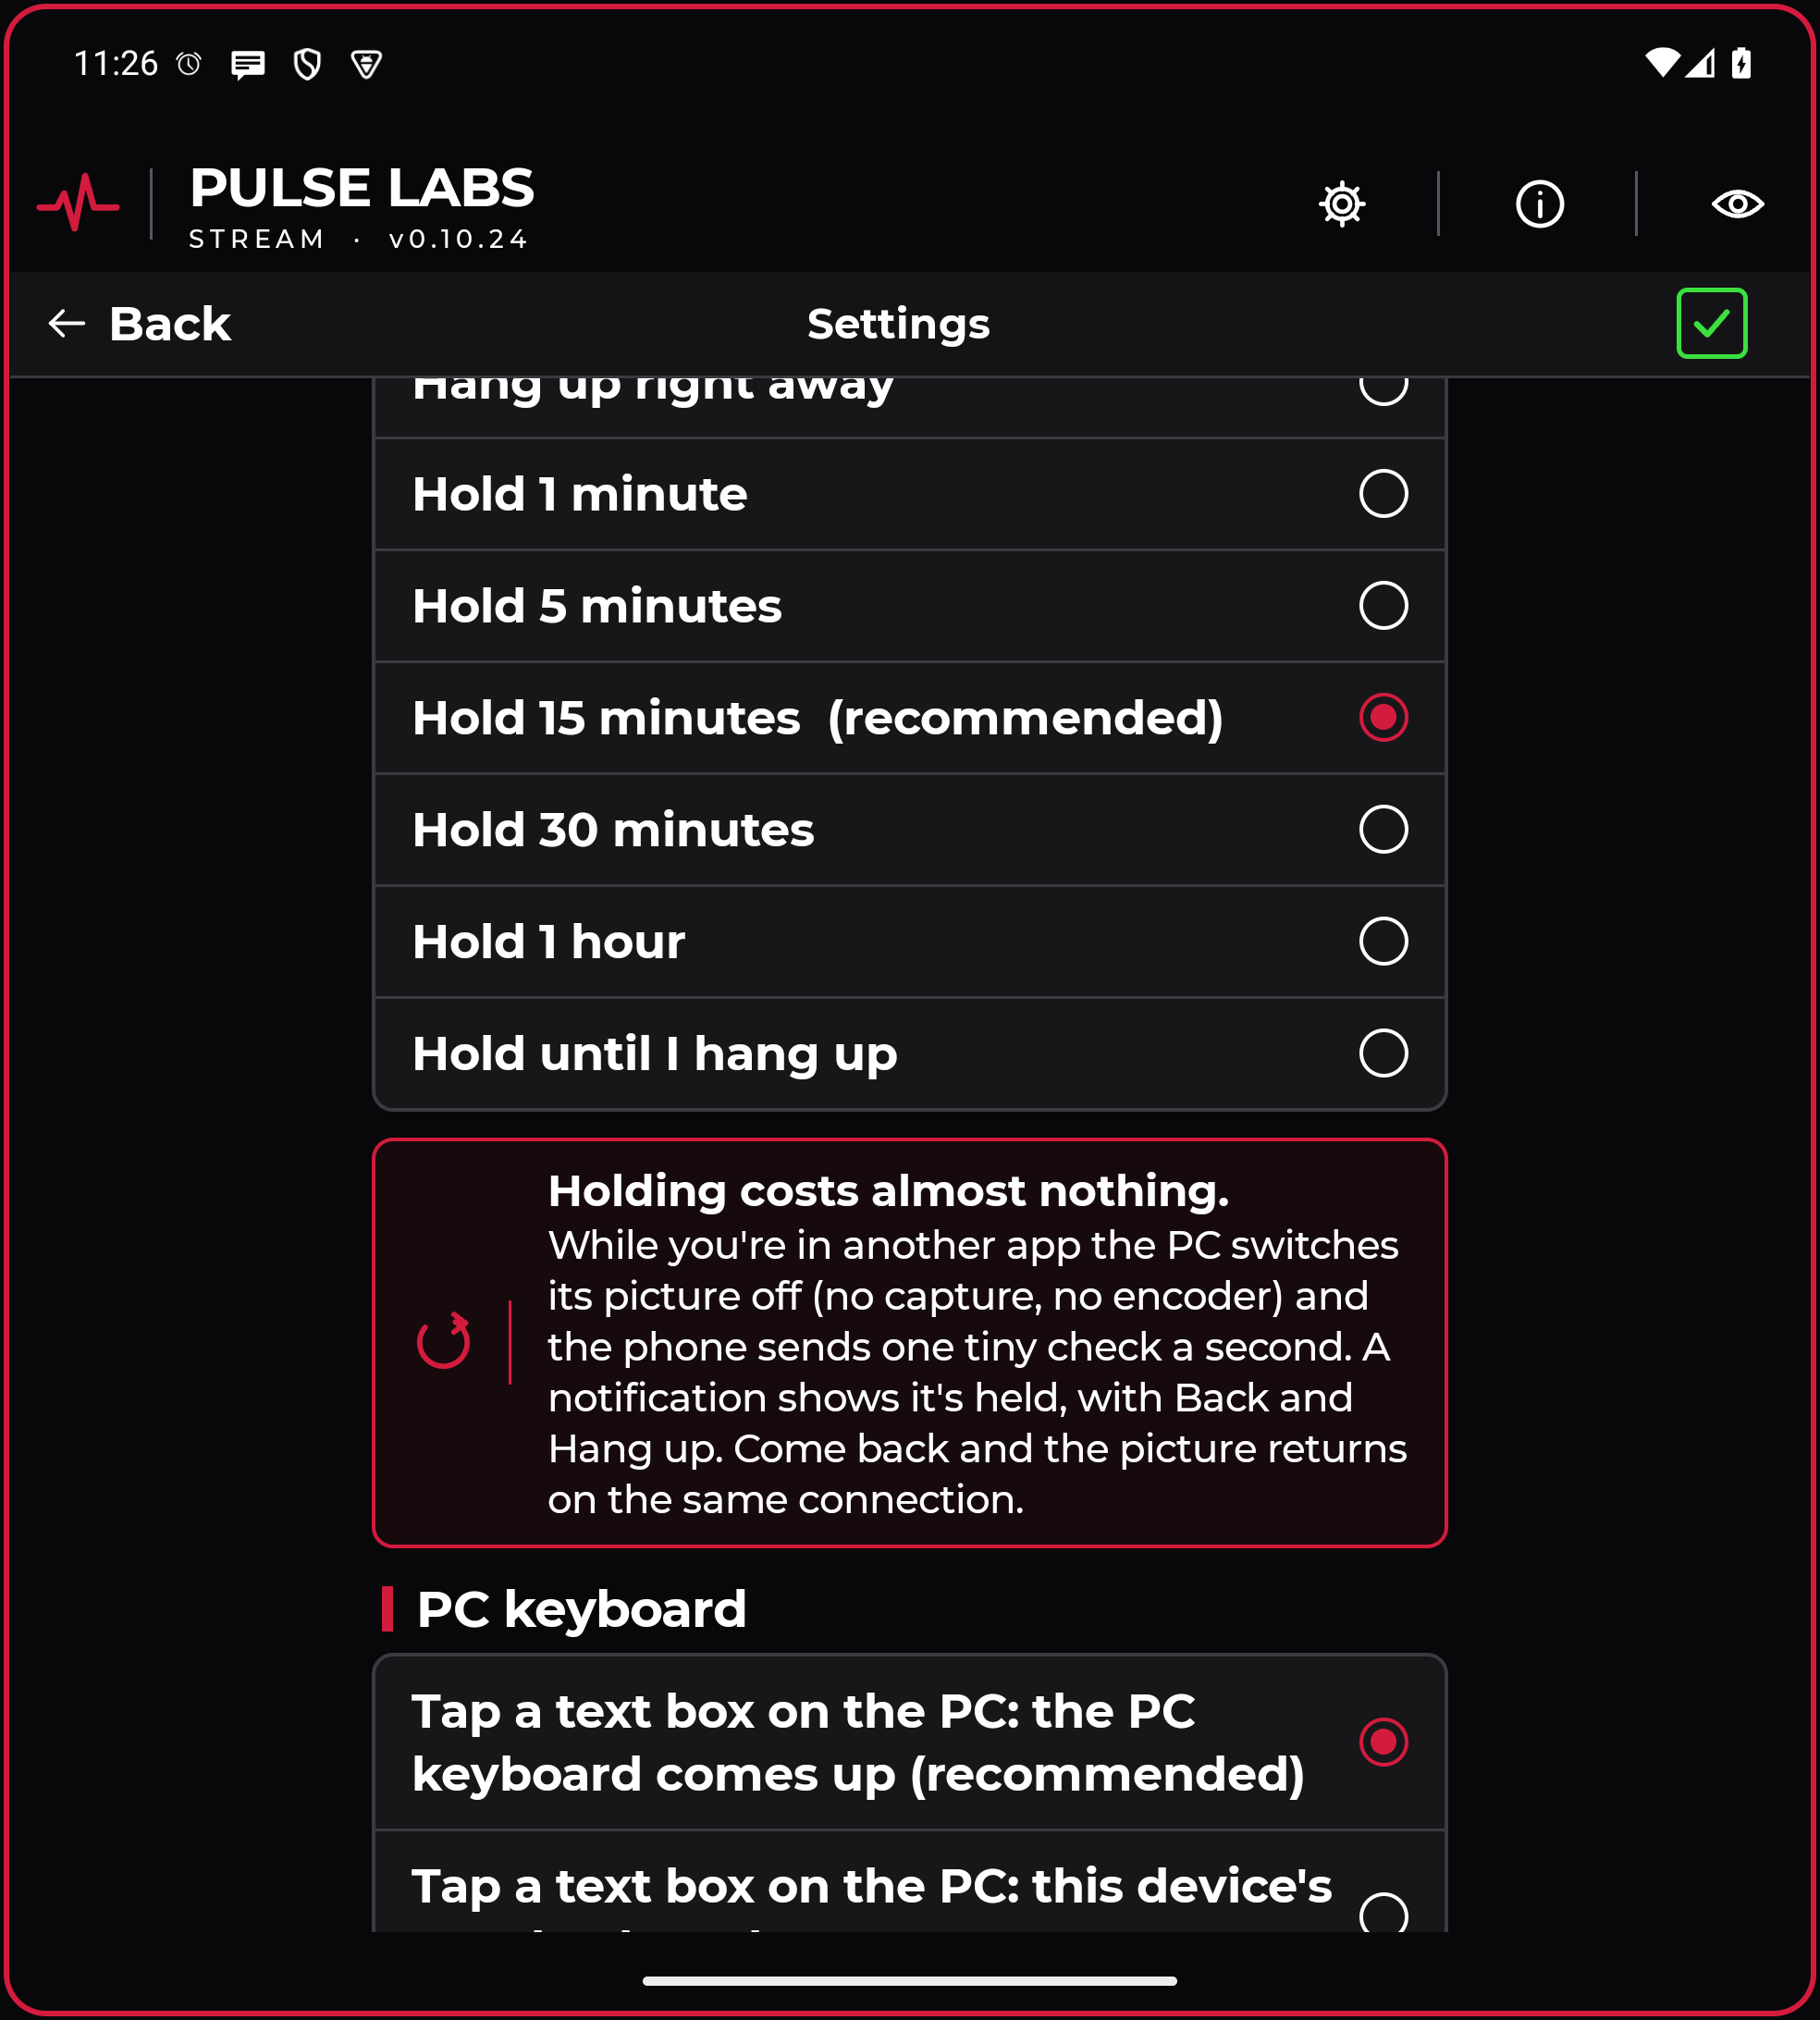 11:26
PULSE LABS
STREAM · v0.10.24
Back
Settings
Hang up right away
Hold 1 minute
Hold 5 minutes
Hold 15 minutes (recommended)
Hold 30 minutes
Hold 1 hour
Hold until I hang up
Holding costs almost nothing.
While you're in another app the PC switches
its picture off (no capture, no encoder) and
the phone sends one tiny check a second. A
notification shows it's held, with Back and
Hang up. Come back and the picture returns
on the same connection.
PC keyboard
Tap a text box on the PC: the PC
keyboard comes up (recommended)
Tap a text box on the PC: this device's